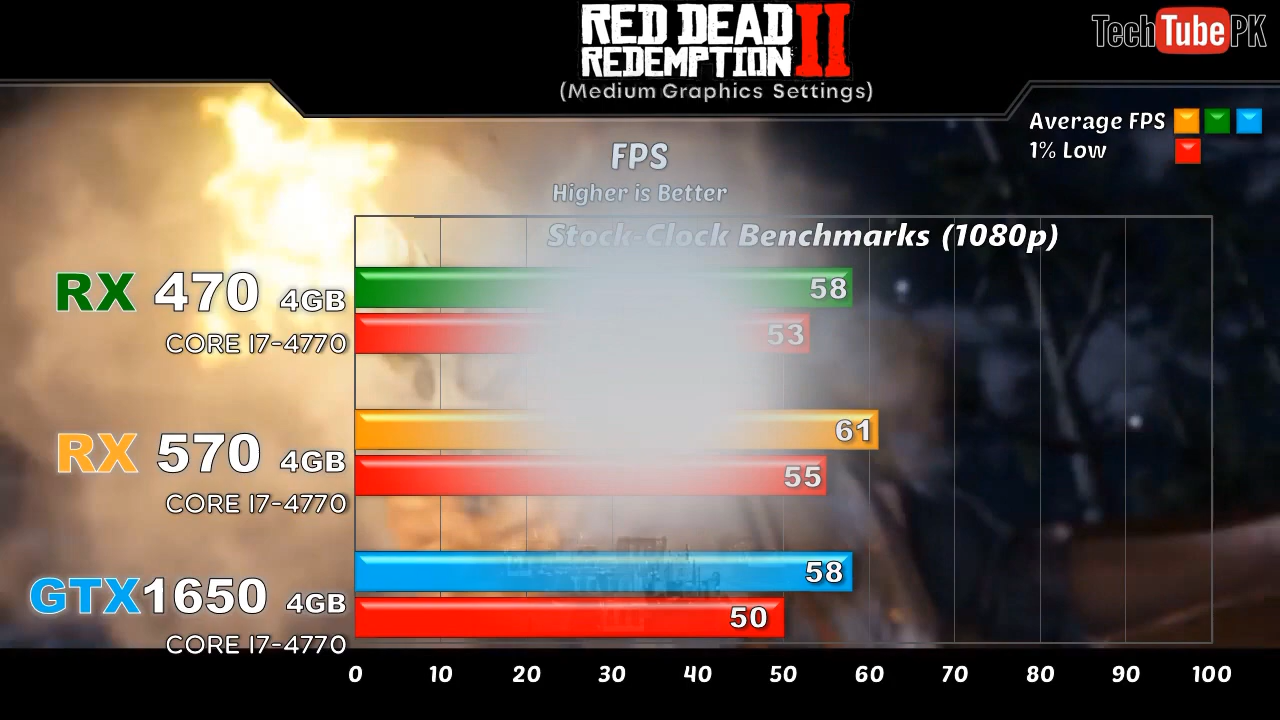 RED DEAD
REDEMPTION II
(Medium Graphics Settings)
TechTubePK
Average FPS
1% Low
FPS
Higher is Better
Stock-Clock Benchmarks (1080p)
RX 470 4GB
CORE I7-4770
58
53
RX 570 4GB
CORE I7-4770
61
55
GTX1650 4GB
CORE I7-4770
58
50
0 10 20 30 40 50 60 70 80 90 100